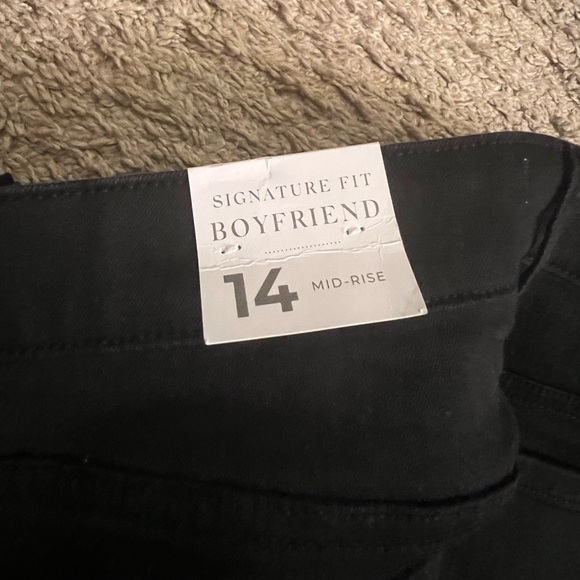 SIGNATURE FIT
BOYFRIEND
14 MID-RISE